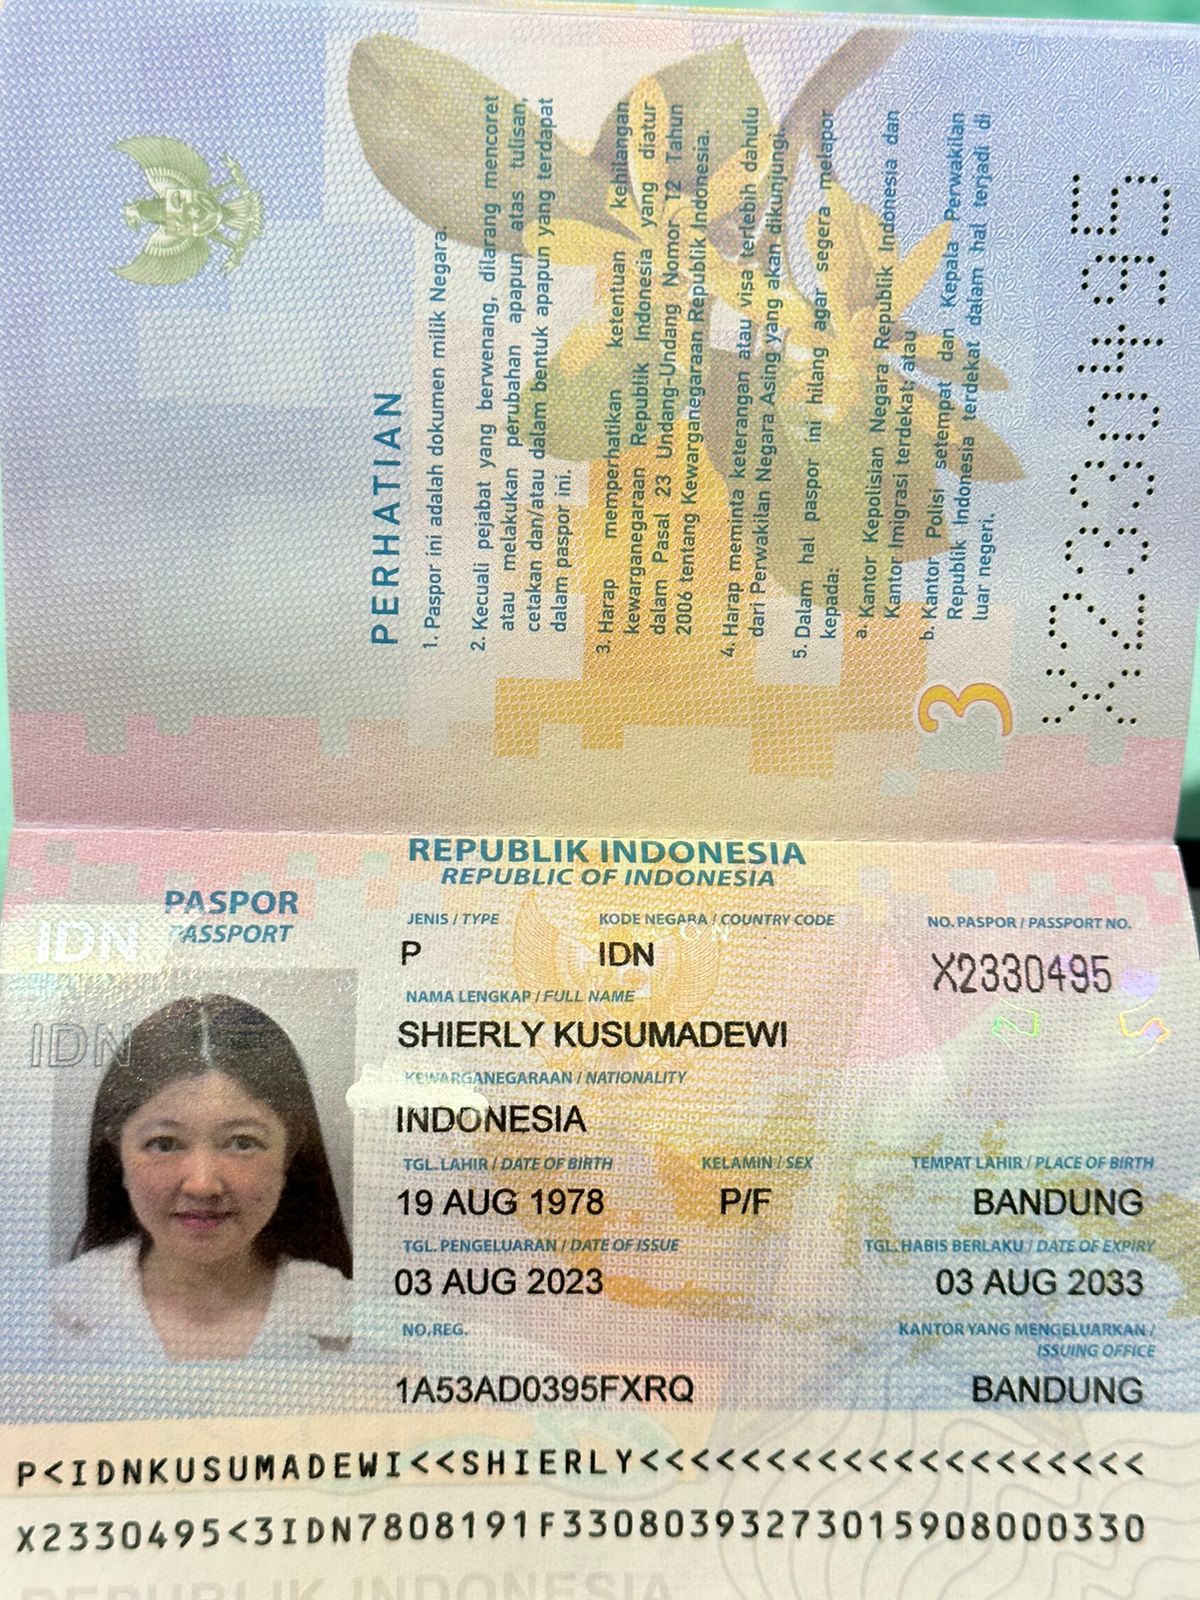 PERHATIAN
1. Paspor ini adalah dokumen milik Negara.
2. Kecuali pejabat yang berwenang, dilarang mencoret
atau melakukan perubahan apapun atas tulisan,
cetakan dan/atau dalam bentuk apapun yang terdapat
dalam paspor ini.
3. Harap memperhatikan ketentuan kehilangan
kewarganegaraan Republik Indonesia yang diatur
dalam Pasal 23 Undang-Undang Nomor 12 Tahun
2006 tentang Kewarganegaraan Republik Indonesia.
4. Harap meminta keterangan atau visa terlebih dahulu
dari Perwakilan Negara Asing yang akan dikunjungi.
5. Dalam hal paspor ini hilang agar segera melapor
kepada:
a. Kantor Kepolisian Negara Republik Indonesia dan
Kantor Imigrasi terdekat; atau
b. Kantor Polisi setempat dan Kepala Perwakilan
Republik Indonesia terdekat dalam hal terjadi di
luar negeri.
3
X2330495
REPUBLIK INDONESIA
REPUBLIC OF INDONESIA
PASPOR
PASSPORT
IDN
IDN
JENIS / TYPE KODE NEGARA / COUNTRY CODE NO. PASPOR / PASSPORT NO.
P IDN X2330495
NAMA LENGKAP / FULL NAME
SHIERLY KUSUMADEWI
KEWARGANEGARAAN / NATIONALITY
INDONESIA
TGL. LAHIR / DATE OF BIRTH KELAMIN / SEX TEMPAT LAHIR / PLACE OF BIRTH
19 AUG 1978 P/F BANDUNG
TGL. PENGELUARAN / DATE OF ISSUE TGL. HABIS BERLAKU / DATE OF EXPIRY
03 AUG 2023 03 AUG 2033
NO. REG. KANTOR YANG MENGELUARKAN /
ISSUING OFFICE
1A53AD0395FXRQ BANDUNG
P<IDNKUSUMADEWI<<SHIERLY<<<<<<<<<<<<<<<<<<<<
X2330495<3IDN7808191F3308039327301590800033​0
REPUBLIK INDONESIA